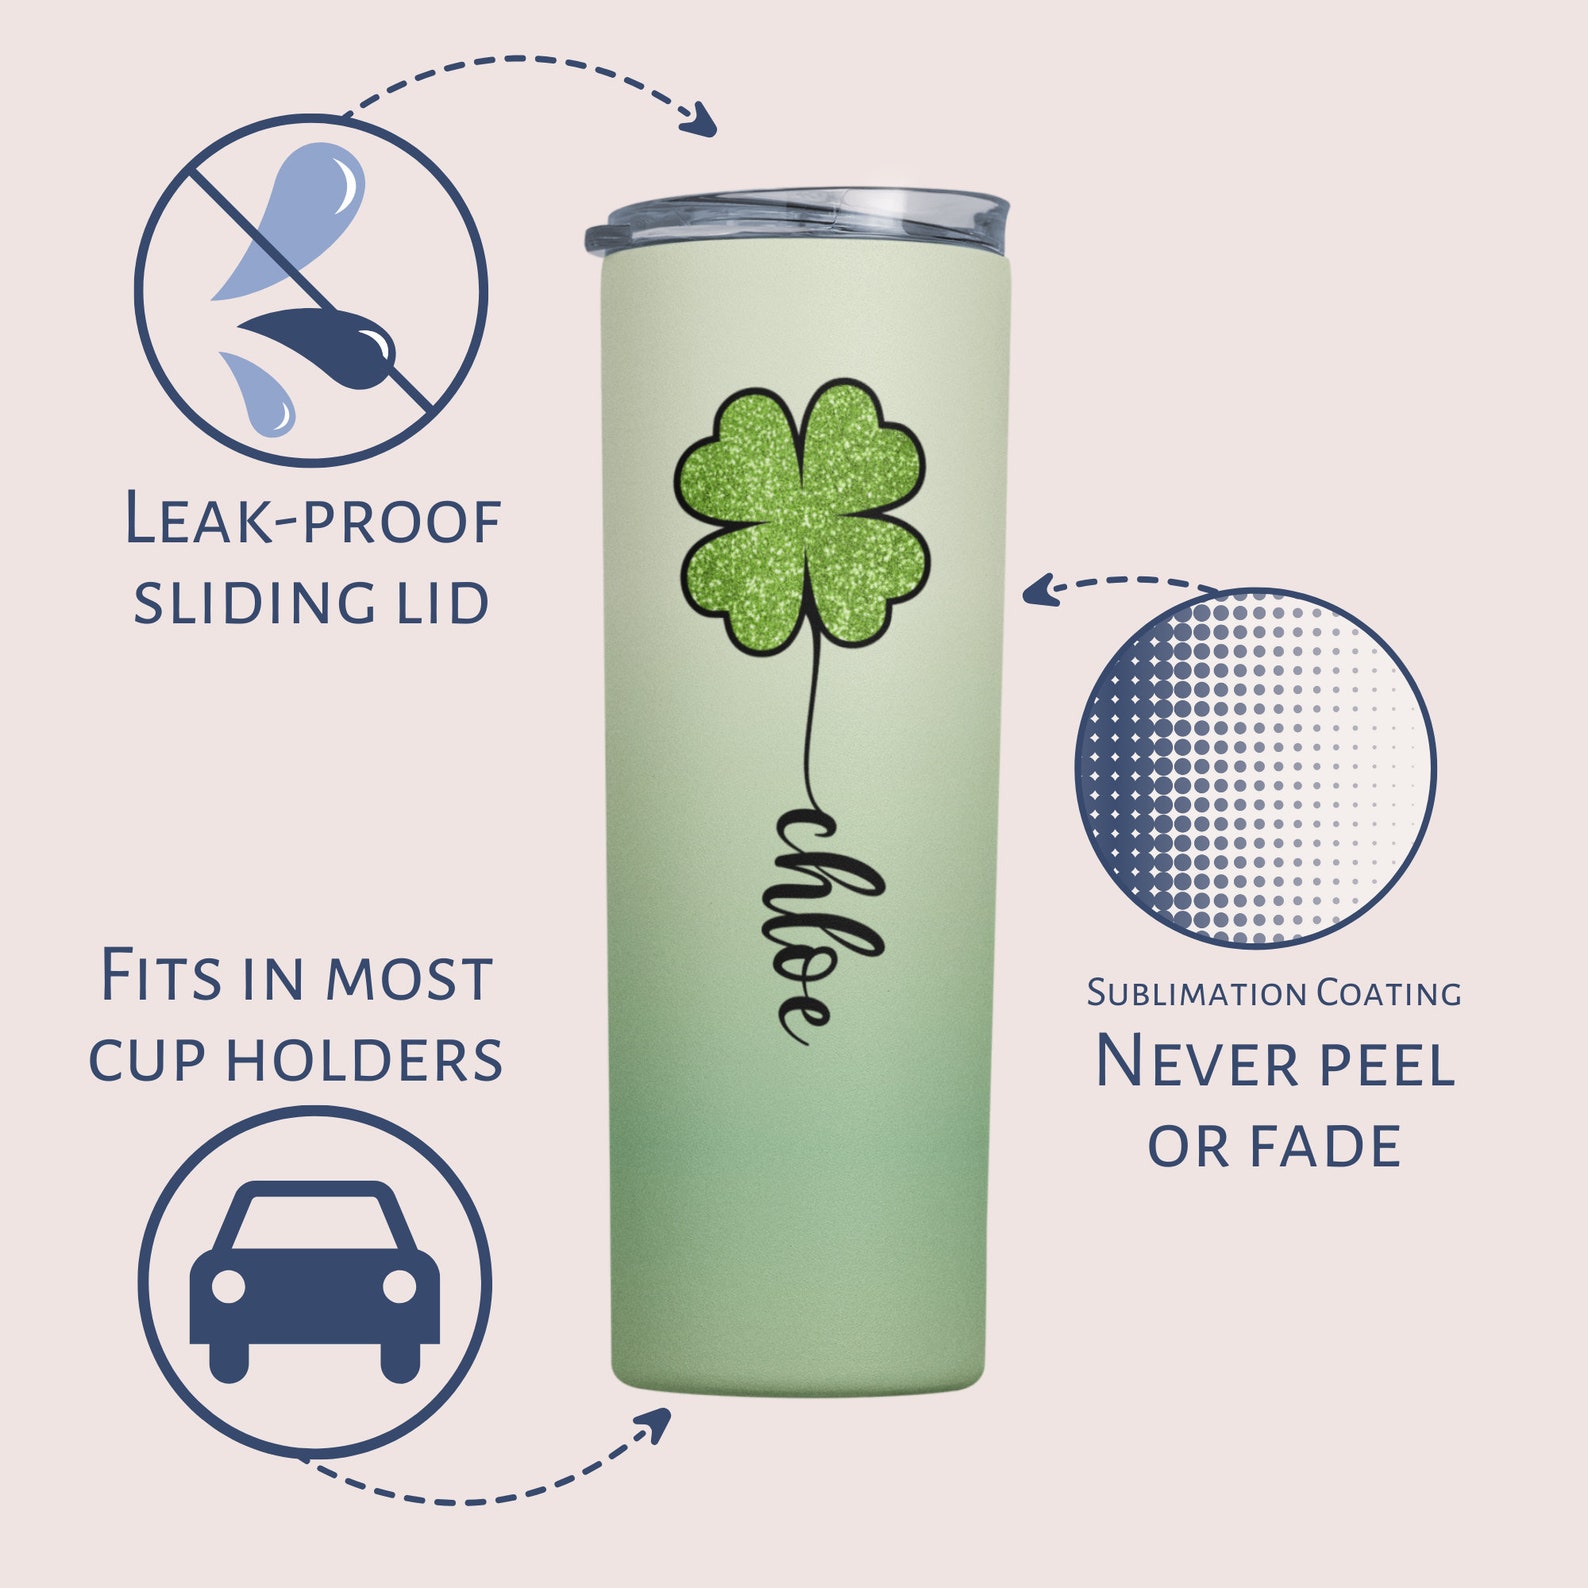 Leak-proof
sliding lid
chloe
Fits in most
cup holders
Sublimation Coating
Never peel
or fade